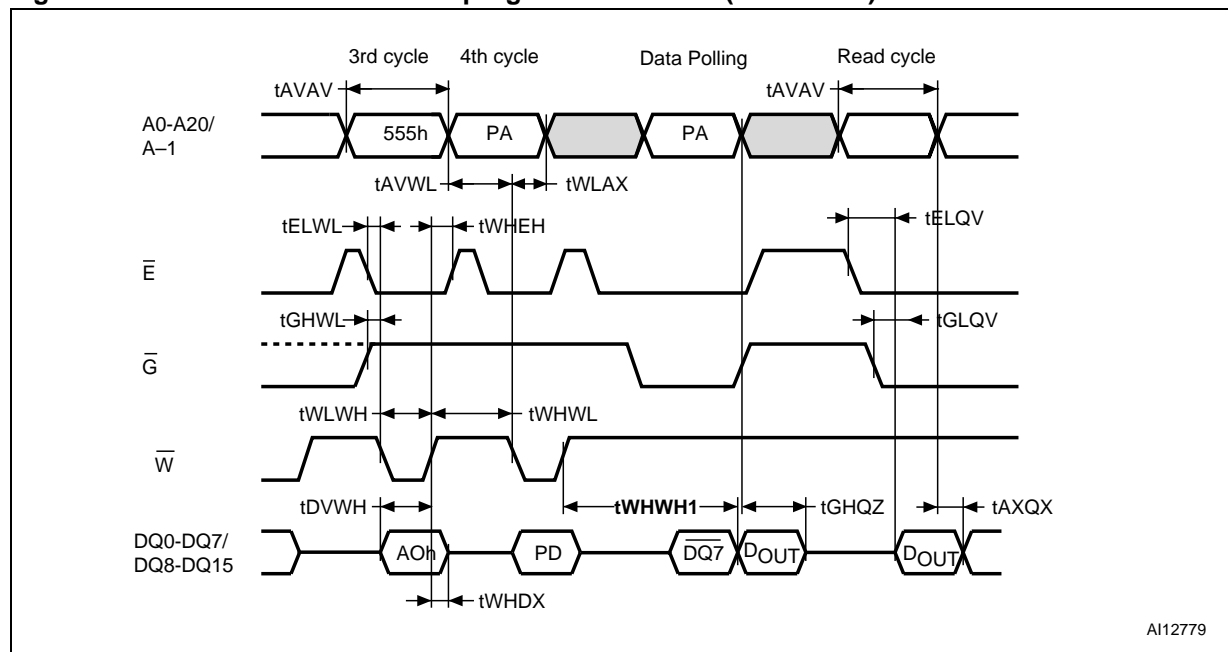 3rd cycle 4th cycle Data Polling Read cycle
tAVAV tAVAV
A0-A20/
A–1
555h PA PA
tAVWL tWLAX
tELWL tWHEH tELQV
E
tGHWL tGLQV
G
tWLWH tWHWL
W
tDVWH tWHWH1 tGHQZ tAXQX
DQ0-DQ7/
DQ8-DQ15
AOh PD DQ7 DOUT DOUT
tWHDX
AI12779